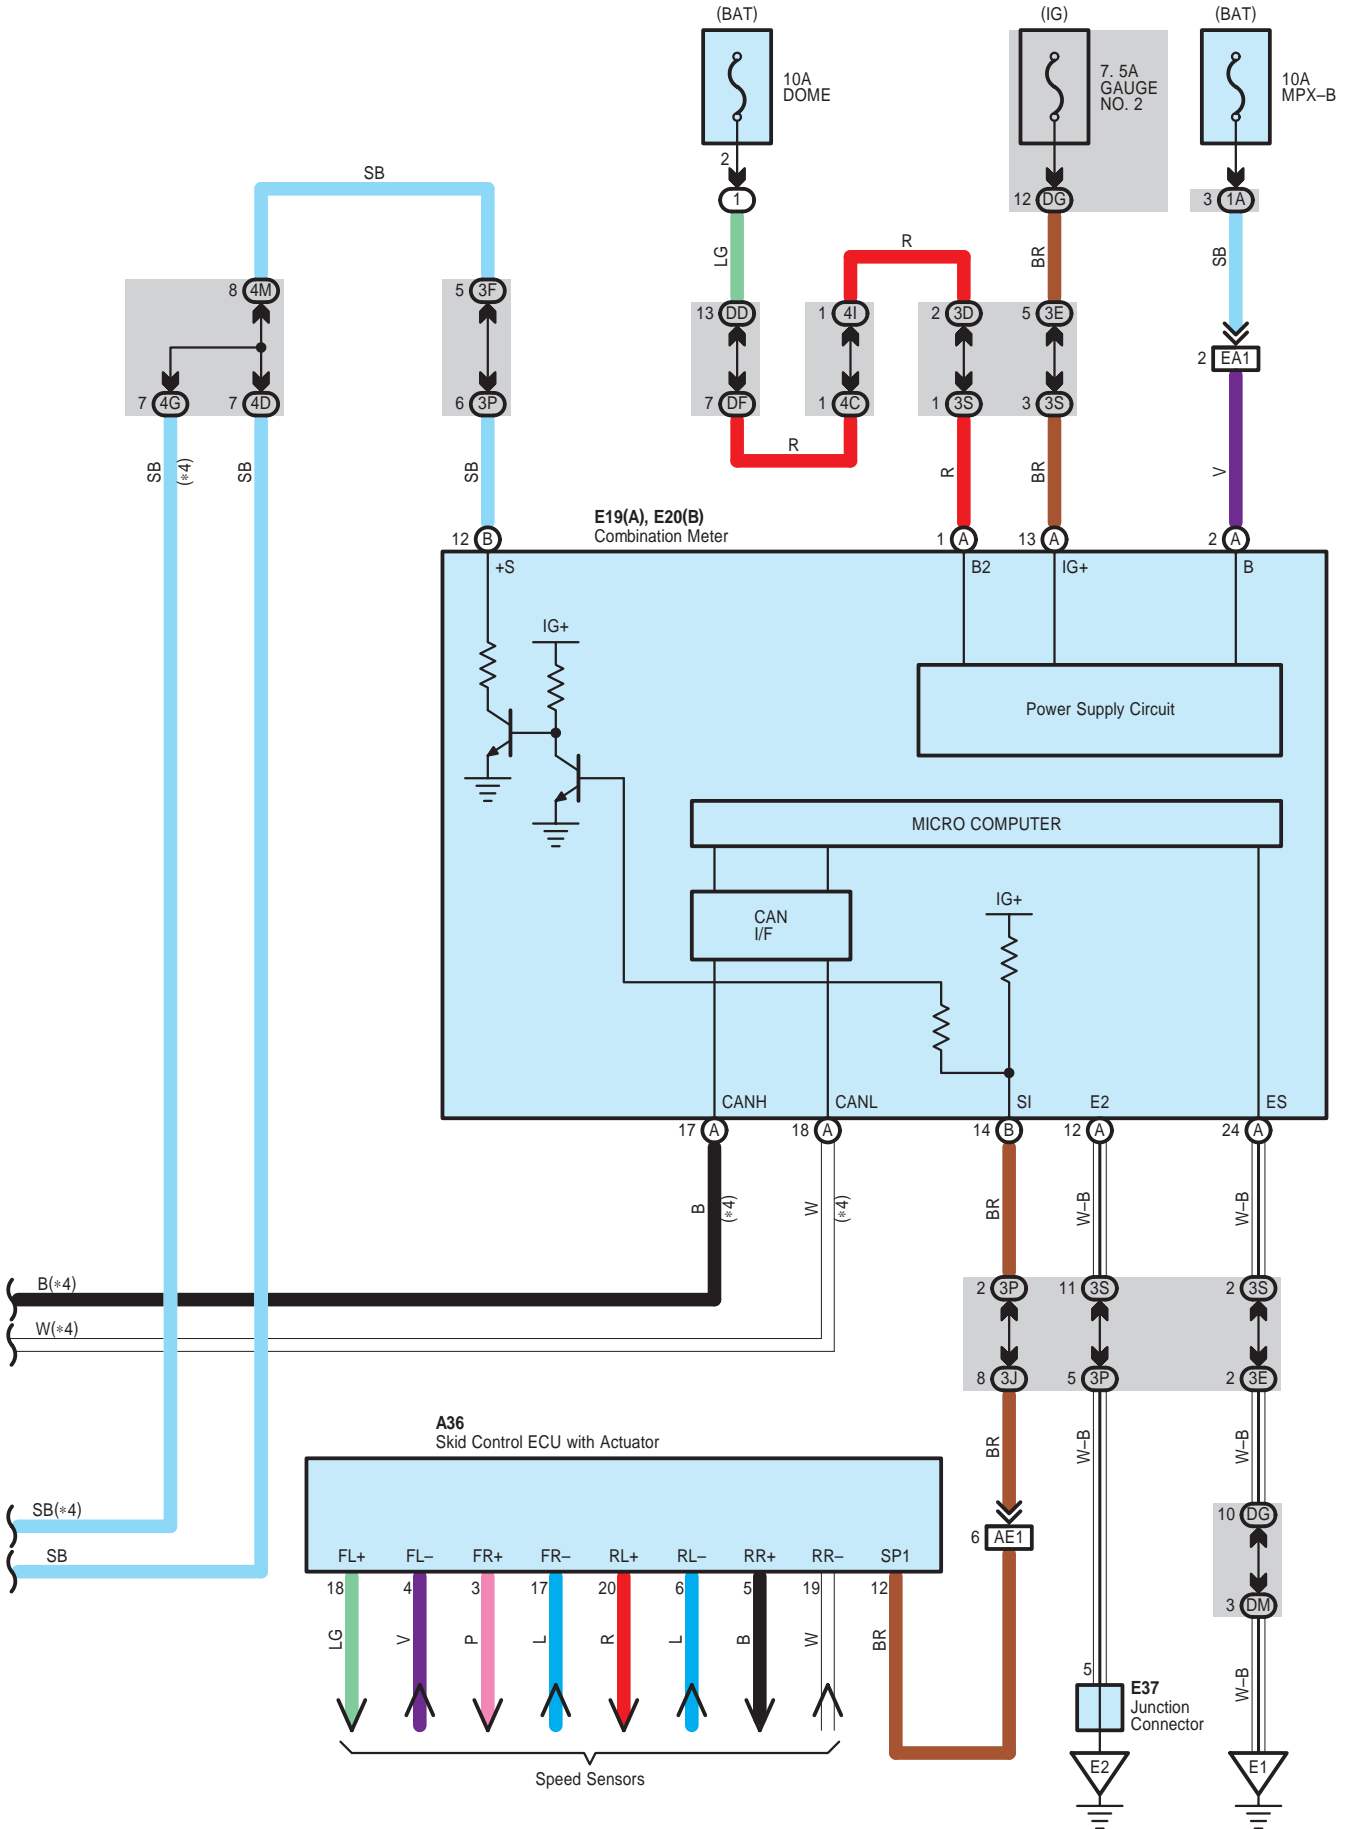 (BAT)
(IG)
(BAT)
10A
DOME
7. 5A
GAUGE
NO. 2
10A
MPX–B
2
1
12 DG
3 1A
SB
LG
R
BR
SB
8 4M
5 3F
13 DD
1 4I
2 3D
5 3E
2 EA1
7 4G
7 4D
6 3P
7 DF
1 4C
1 3S
3 3S
R
SB
(*4)
SB
SB
R
BR
V
E19(A), E20(B)
Combination Meter
12 B
1 A
13 A
2 A
+S
B2
IG+
B
IG+
Power Supply Circuit
MICRO COMPUTER
CAN
I/F
IG+
CANH
CANL
SI
E2
ES
17 A
18 A
14 B
12 A
24 A
B
(*4)
W
(*4)
BR
W–B
W–B
B(*4)
W(*4)
2 3P
11 3S
2 3S
8 3J
5 3P
2 3E
A36
Skid Control ECU with Actuator
BR
W–B
W–B
SB(*4)
SB
6 AE1
10 DG
3 DM
FL+
FL–
FR+
FR–
RL+
RL–
RR+
RR–
SP1
18
4
3
17
20
6
5
19
12
LG
V
P
L
R
L
B
W
BR
W–B
5
E37
Junction
Connector
Speed Sensors
E2
E1